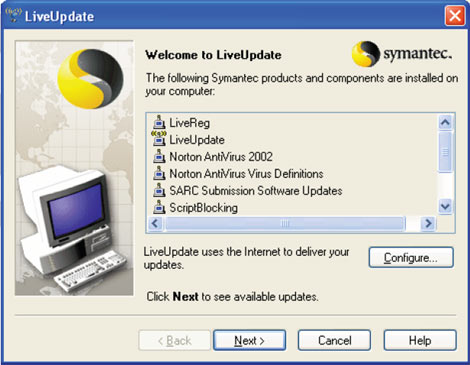 LiveUpdate
Welcome to LiveUpdate
symantec.
The following Symantec products and components are installed on
your computer:
LiveReg
LiveUpdate
Norton AntiVirus 2002
Norton AntiVirus Virus Definitions
SARC Submission Software Updates
ScriptBlocking
LiveUpdate uses the Internet to deliver your
updates.
Configure...
Click Next to see available updates.
< Back
Next >
Cancel
Help